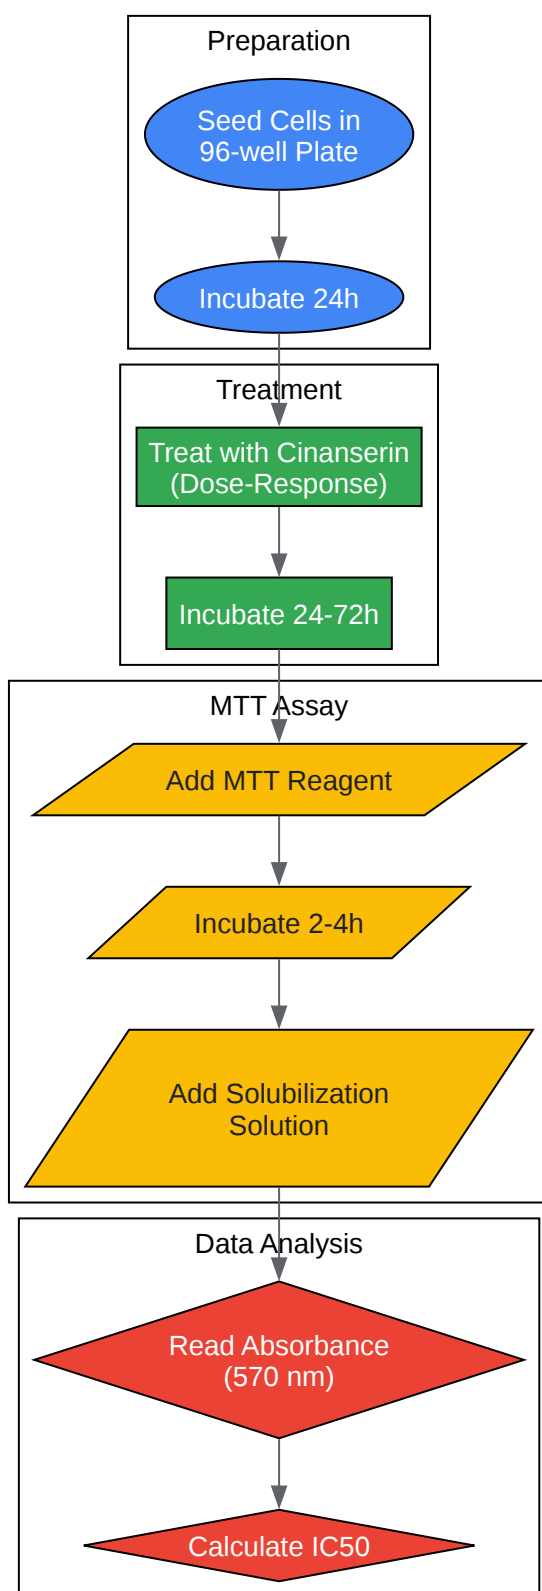 Preparation
Seed Cells in
96-well Plate
Incubate 24h
Treatment
Treat with Cinanserin
(Dose-Response)
Incubate 24-72h
MTT Assay
Add MTT Reagent
Incubate 2-4h
Add Solubilization
Solution
Data Analysis
Read Absorbance
(570 nm)
Calculate IC50